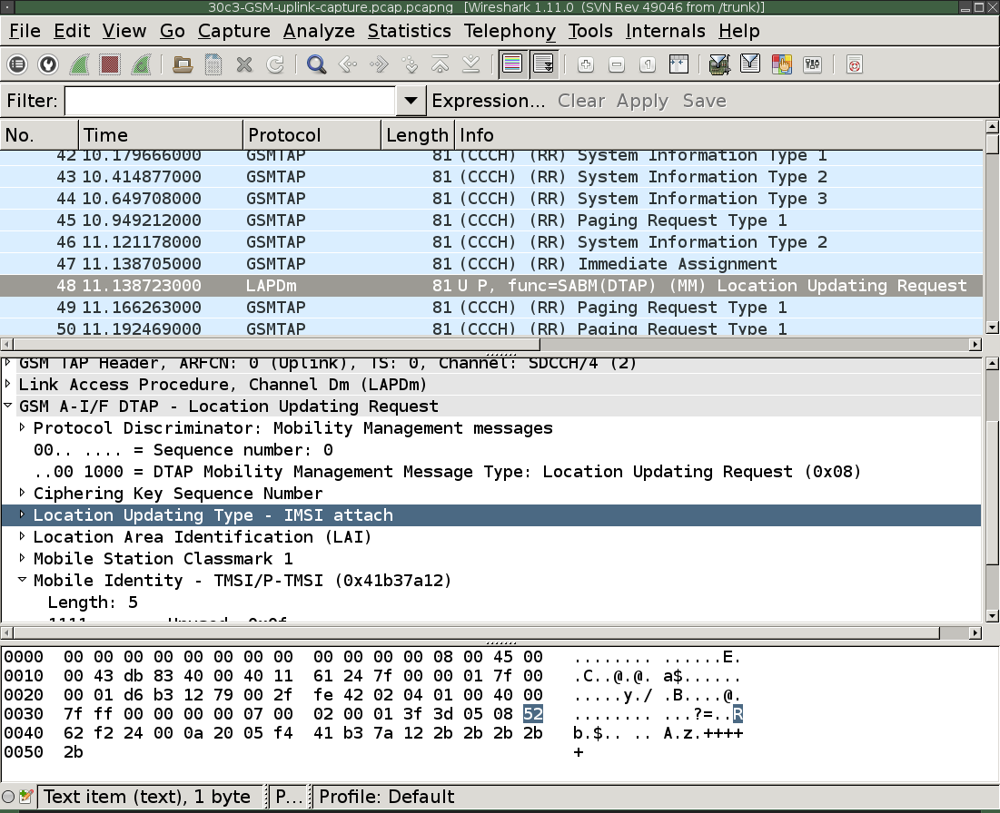 30c3-GSM-uplink-capture.pcap.pcapng [Wireshark 1.11.0 (SVN Rev 49046 from /trunk)]
File Edit View Go Capture Analyze Statistics Telephony Tools Internals Help
Filter: Expression... Clear Apply Save
No. Time Protocol Length Info
42 10.179666000 GSMTAP 81 (CCCH) (RR) System Information Type 1
43 10.414877000 GSMTAP 81 (CCCH) (RR) System Information Type 2
44 10.649708000 GSMTAP 81 (CCCH) (RR) System Information Type 3
45 10.949212000 GSMTAP 81 (CCCH) (RR) Paging Request Type 1
46 11.121178000 GSMTAP 81 (CCCH) (RR) System Information Type 2
47 11.138705000 GSMTAP 81 (CCCH) (RR) Immediate Assignment
48 11.138723000 LAPDm 81 U P, func=SABM(DTAP) (MM) Location Updating Request
49 11.166263000 GSMTAP 81 (CCCH) (RR) Paging Request Type 1
50 11.192469000 GSMTAP 81 (CCCH) (RR) Paging Request Type 1
GSM TAP Header, ARFCN: 0 (Uplink), TS: 0, Channel: SDCCH/4 (2)
Link Access Procedure, Channel Dm (LAPDm)
GSM A-I/F DTAP - Location Updating Request
Protocol Discriminator: Mobility Management messages
00.. .... = Sequence number: 0
..00 1000 = DTAP Mobility Management Message Type: Location Updating Request (0x08)
Ciphering Key Sequence Number
Location Updating Type - IMSI attach
Location Area Identification (LAI)
Mobile Station Classmark 1
Mobile Identity - TMSI/P-TMSI (0x41b37a12)
Length: 5
0000 00 00 00 00 00 00 00 00 00 00 00 00 08 00 45 00 ........ ......E.
0010 00 43 db 83 40 00 40 11 61 24 7f 00 00 01 7f 00 .C..@.@. a$......
0020 00 01 d6 b3 12 79 00 2f fe 42 02 04 01 00 40 00 .....y./ .B....@.
0030 7f ff 00 00 00 00 07 00 02 00 01 3f 3d 05 08 52 ........ ...?=..R
0040 62 f2 24 00 0a 20 05 f4 41 b3 7a 12 2b 2b 2b 2b b.$.. .. A.z.++++
0050 2b +
Text item (text), 1 byte P... Profile: Default